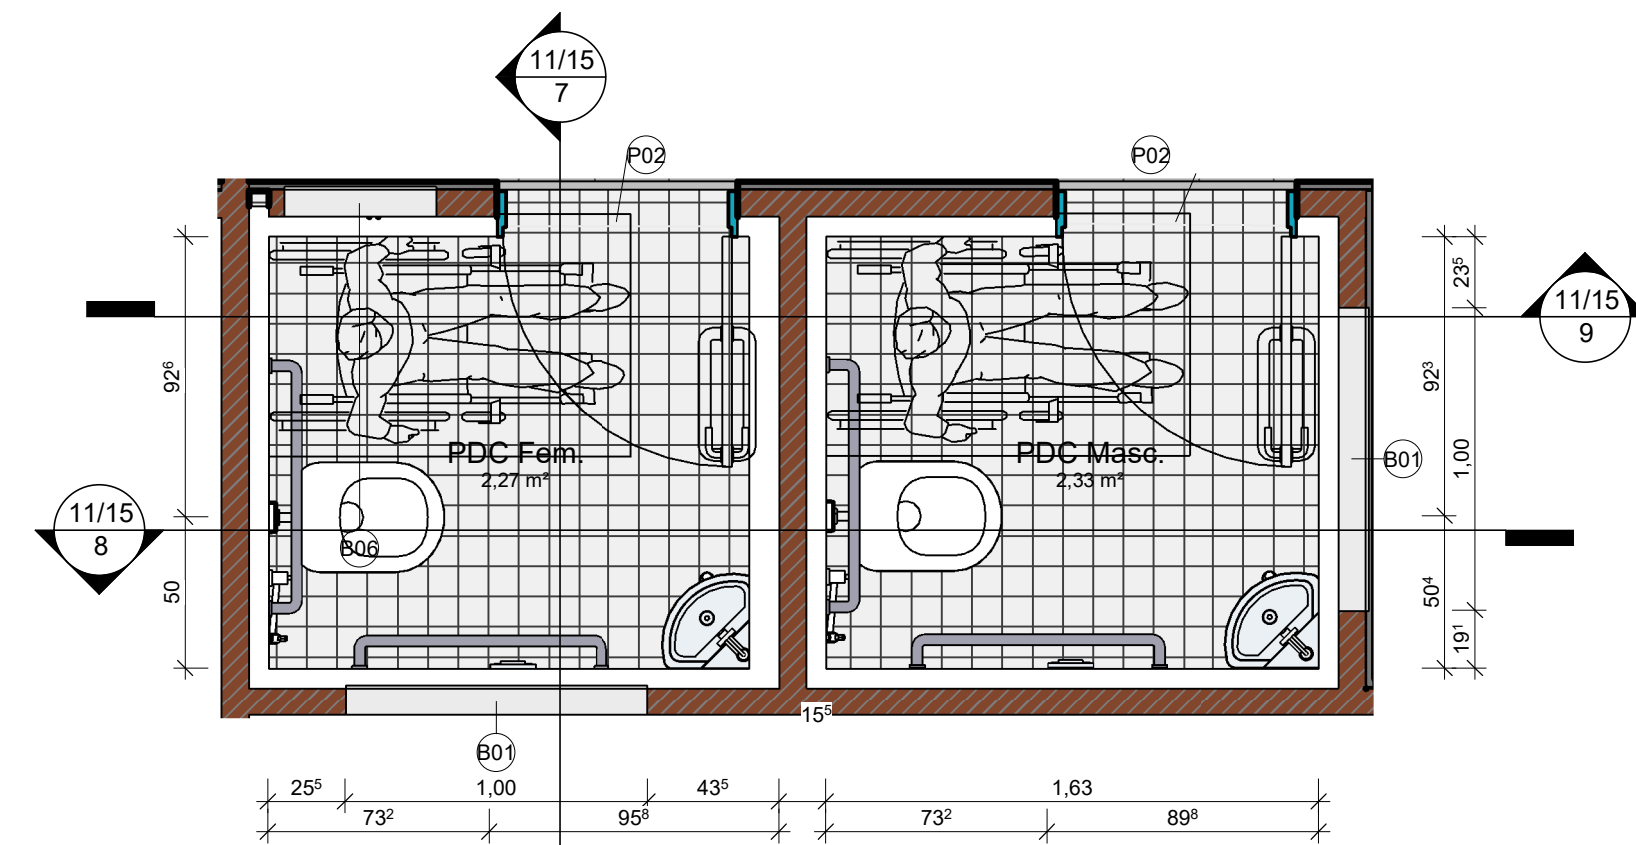 11/15
7
P02
P02
23⁵
11/15
9
92⁶
92³
PDC Fem.
2,27 m²
PDC Masc.
2,33 m²
B01
1,00
11/15
8
B06
50
50⁴
19¹
15⁵
B01
25⁵ 1,00 43⁵ 1,63
73² 95⁸ 73² 89⁸